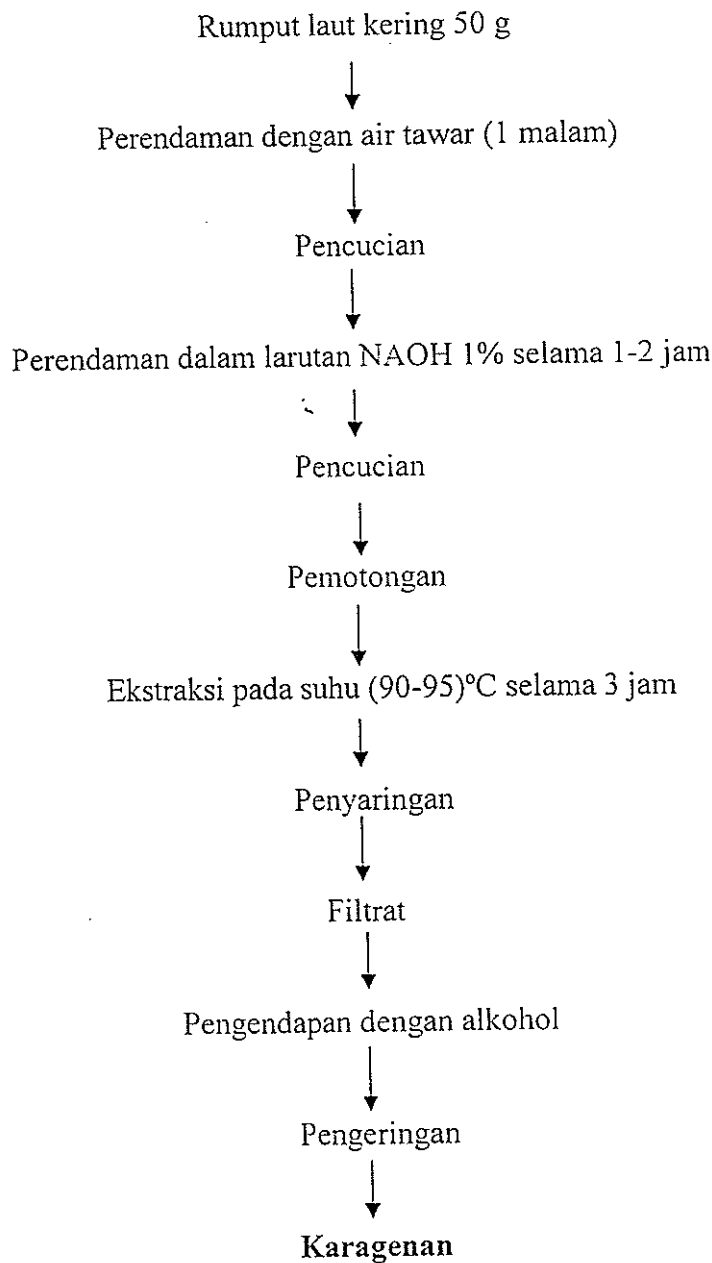 Rumput laut kering 50 g
Perendaman dengan air tawar (1 malam)
Pencucian
Perendaman dalam larutan NAOH 1% selama 1-2 jam
Pencucian
Pemotongan
Ekstraksi pada suhu (90-95)°C selama 3 jam
Penyaringan
Filtrat
Pengendapan dengan alkohol
Pengeringan
Karagenan